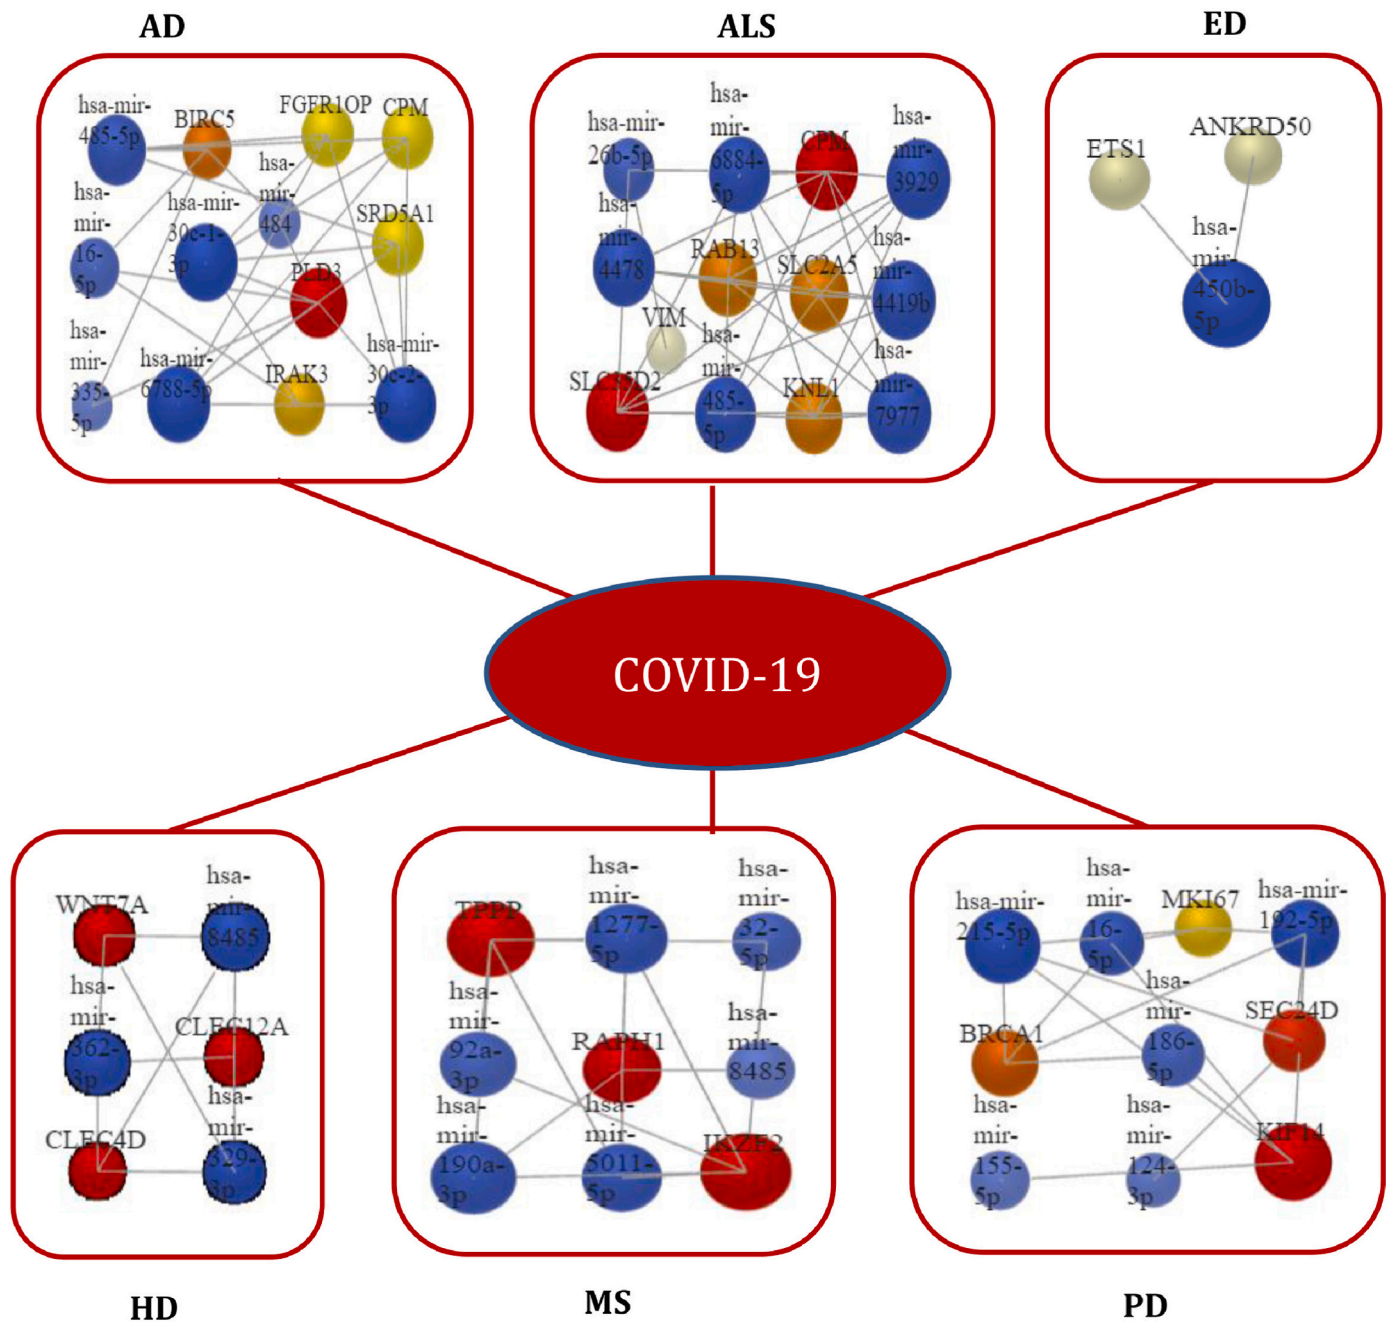 AD
ALS
ED
hsa-mir-
485-5p
BIRC5
FGFR1OP
CPM
hsa-
mir-
484
hsa-
mir-
16-
5p
hsa-mir-
30c-1-
3p
SRD5A1
PLD3
hsa-
mir-
335-
5p
hsa-mir-
6788-5p
IRAK3
hsa-mir-
30c-2-
3p
hsa-mir-
26b-5p
hsa-
mir-
6884-
5p
CPM
hsa-
mir-
3929
hsa-
mir-
4478
RAB13
SLC2A5
hsa-
mir-
4419b
VIM
SLC35D2
hsa-
mir-
485-
5p
KNL1
hsa-
mir-
7977
ETS1
ANKRD50
hsa-
mir-
450b-
5p
COVID-19
WNT7A
hsa-
mir-
8485
hsa-
mir-
362-
3p
CLEC12A
CLEC4D
hsa-
mir-
329-
3p
TPPP
hsa-
mir-
1277-
5p
hsa-
mir-
32-
5p
hsa-
mir-
92a-
3p
RAPH1
hsa-
mir-
8485
hsa-
mir-
190a-
3p
hsa-
mir-
5011-
5p
IKZF2
hsa-mir-
215-5p
hsa-
mir-
16-
5p
MKI67
hsa-mir-
192-5p
BRCA1
hsa-
mir-
186-
5p
SEC24D
hsa-
mir-
155-
5p
hsa-
mir-
124-
3p
KIF14
HD
MS
PD